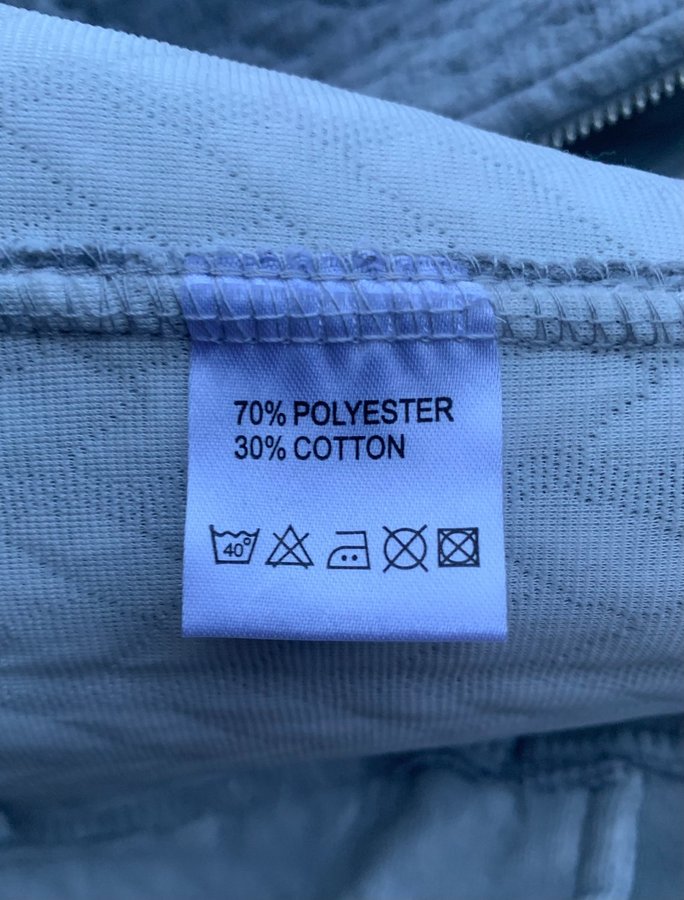 70% POLYESTER
30% COTTON
40°